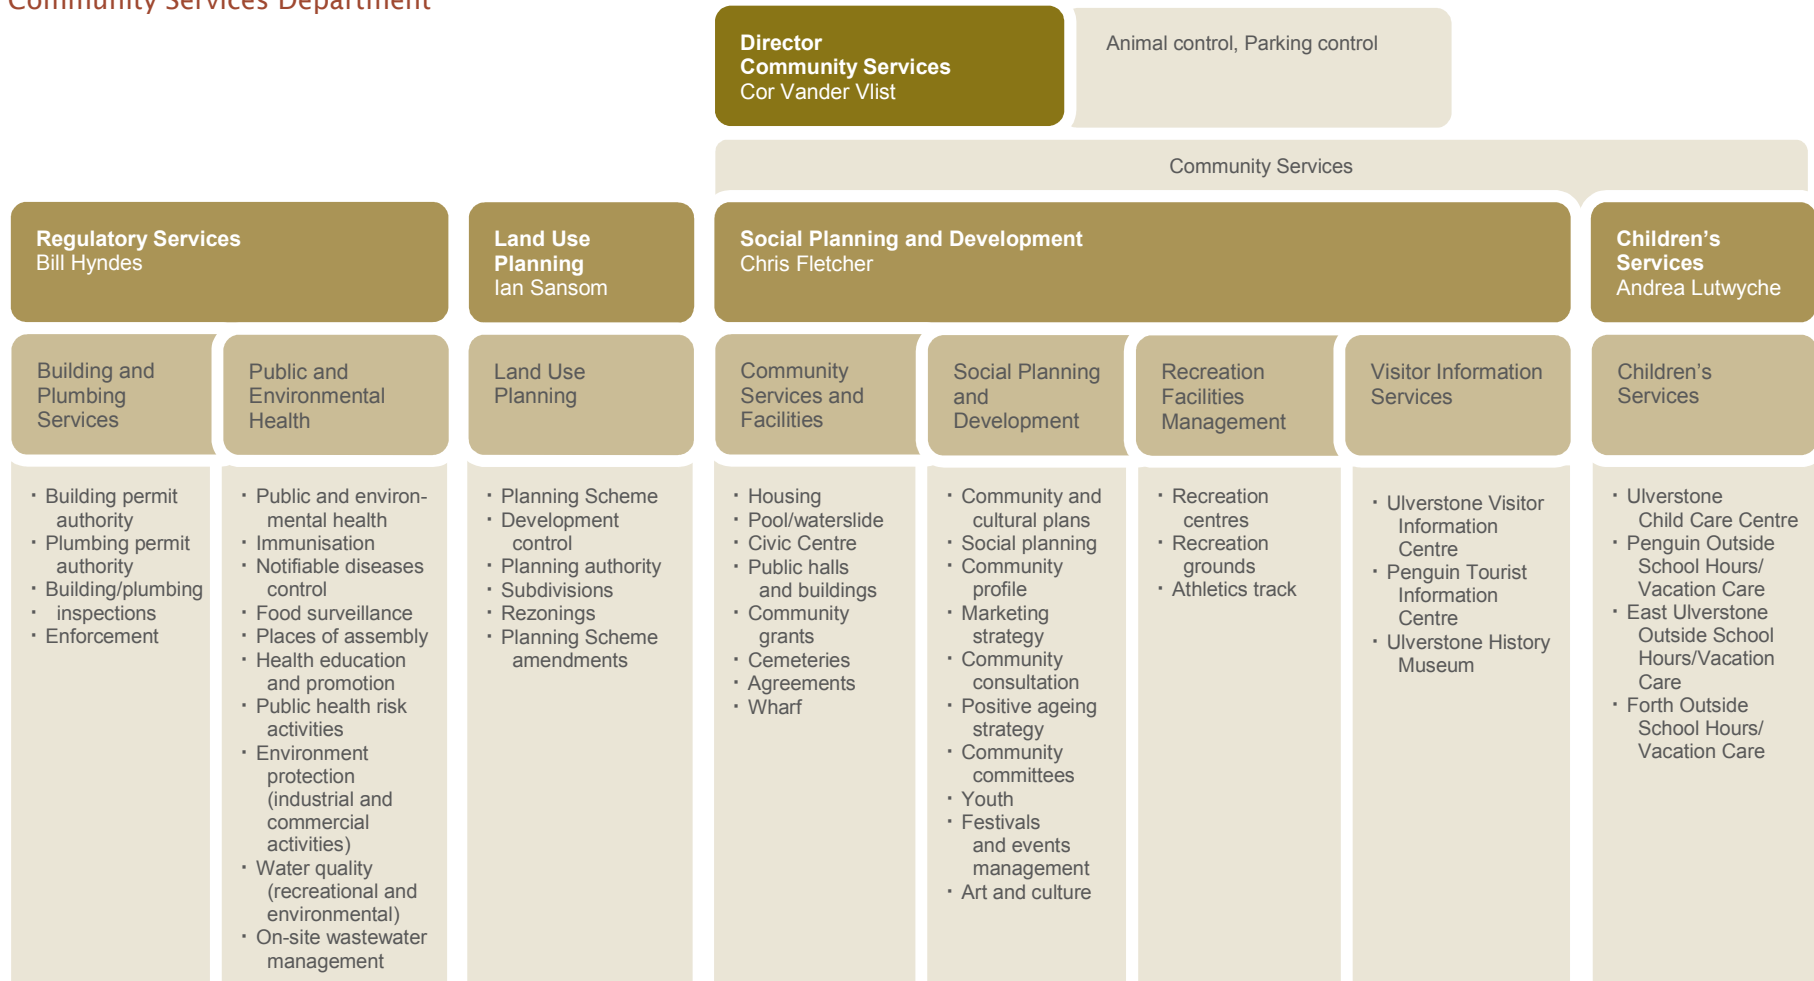 Community Services Department
Director
Community Services
Cor Vander Vlist
Animal control, Parking control
Community Services
Regulatory Services
Bill Hyndes
Land Use
Planning
Ian Sansom
Social Planning and Development
Chris Fletcher
Children's
Services
Andrea Lutwyche
Building and
Plumbing
Services
Public and
Environmental
Health
Land Use
Planning
Community
Services and
Facilities
Social Planning
and
Development
Recreation
Facilities
Management
Visitor Information
Services
Children's
Services
· Building permit
authority
· Plumbing permit
authority
· Building/plumbing
· inspections
· Enforcement
· Public and environ-
mental health
· Immunisation
· Notifiable diseases
control
· Food surveillance
· Places of assembly
· Health education
and promotion
· Public health risk
activities
· Environment
protection
(industrial and
commercial
activities)
· Water quality
(recreational and
environmental)
· On-site wastewater
management
· Planning Scheme
· Development
control
· Planning authority
· Subdivisions
· Rezonings
· Planning Scheme
amendments
· Housing
· Pool/waterslide
· Civic Centre
· Public halls
and buildings
· Community
grants
· Cemeteries
· Agreements
· Wharf
· Community and
cultural plans
· Social planning
· Community
profile
· Marketing
strategy
· Community
consultation
· Positive ageing
strategy
· Community
committees
· Youth
· Festivals
and events
management
· Art and culture
· Recreation
centres
· Recreation
grounds
· Athletics track
· Ulverstone Visitor
Information
Centre
· Penguin Tourist
Information
Centre
· Ulverstone History
Museum
· Ulverstone
Child Care Centre
· Penguin Outside
School Hours/
Vacation Care
· East Ulverstone
Outside School
Hours/Vacation
Care
· Forth Outside
School Hours/
Vacation Care